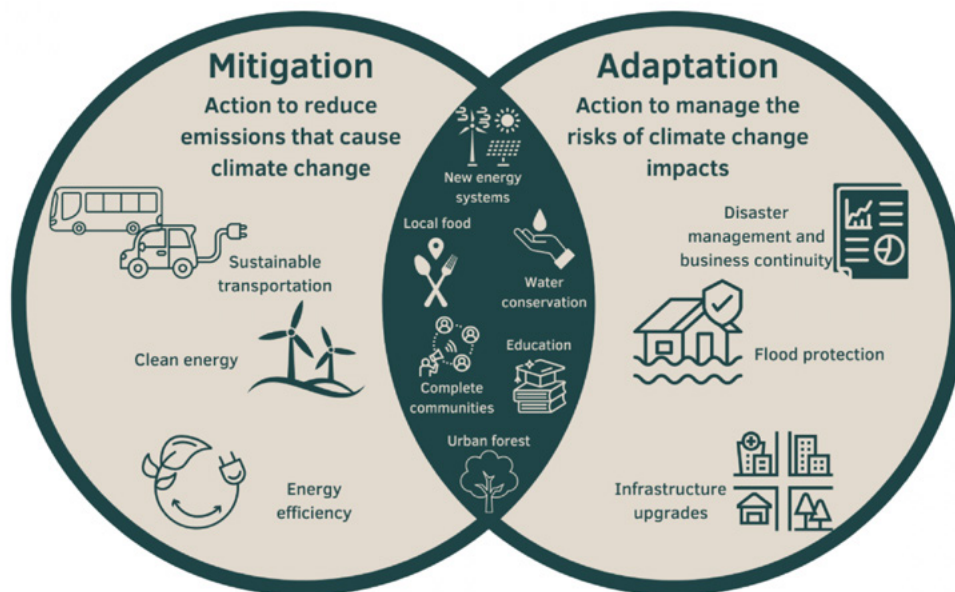 Mitigation
Action to reduce
emissions that cause
climate change
Sustainable
transportation
Clean energy
Energy
efficiency
New energy
systems
Local food
Water
conservation
Education
Complete
communities
Urban forest
Adaptation
Action to manage the
risks of climate change
impacts
Disaster
management and
business continuity
Flood protection
Infrastructure
upgrades